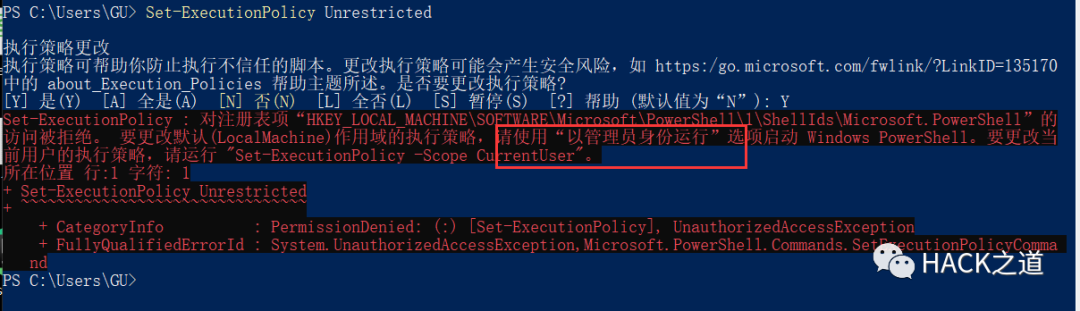 PS C:\Users\GU> Set-ExecutionPolicy Unrestricted
执行策略更改
执行策略可帮助你防止执行不信任的脚本。更改执行策略可能会产生安全风险，如 https:/go.microsoft.com/fwlink/?LinkID=135170
中的 about_Execution_Policies 帮助主题所述。是否要更改执行策略?
[Y] 是(Y)  [A] 全是(A)  [N] 否(N)  [L] 全否(L)  [S] 暂停(S)  [?] 帮助 (默认值为“N”): Y
Set-ExecutionPolicy : 对注册表项“HKEY_LOCAL_MACHINE\SOFTWARE\Microsoft\PowerShell\1\ShellIds\Microsoft.PowerShell”的
访问被拒绝。 要更改默认(LocalMachine)作用域的执行策略，请使用“以管理员身份运行”选项启动 Windows PowerShell。要更改当
前用户的执行策略，请运行 "Set-ExecutionPolicy -Scope CurrentUser"。
所在位置 行:1 字符: 1
+ Set-ExecutionPolicy Unrestricted
+ ~~~~~~~~~~~~~~~~~~~~~~~~~~~~~~~~
    + CategoryInfo          : PermissionDenied: (:) [Set-ExecutionPolicy], UnauthorizedAccessException
    + FullyQualifiedErrorId : System.UnauthorizedAccessException,Microsoft.PowerShell.Commands.SetExecutionPolicyComma
   nd
PS C:\Users\GU>
HACK之道